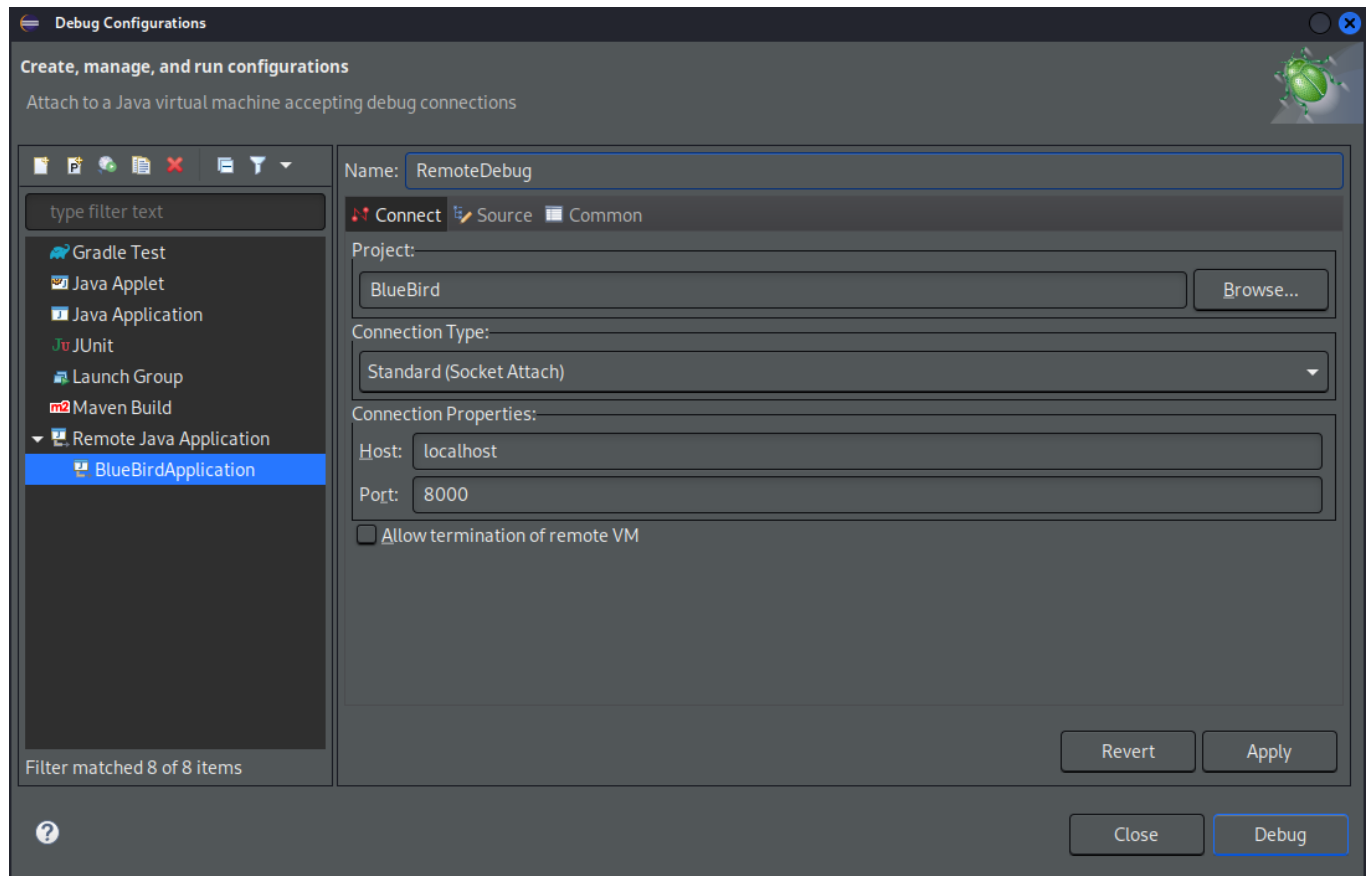 Debug Configurations
Create, manage, and run configurations
Attach to a Java virtual machine accepting debug connections
type filter text
Gradle Test
Java Applet
Java Application
Ju JUnit
Launch Group
m2 Maven Build
Remote Java Application
BlueBirdApplication
Filter matched 8 of 8 items
Name: RemoteDebug
Connect Source Common
Project:
BlueBird Browse...
Connection Type:
Standard (Socket Attach)
Connection Properties:
Host: localhost
Port: 8000
Allow termination of remote VM
Revert Apply
? Close Debug